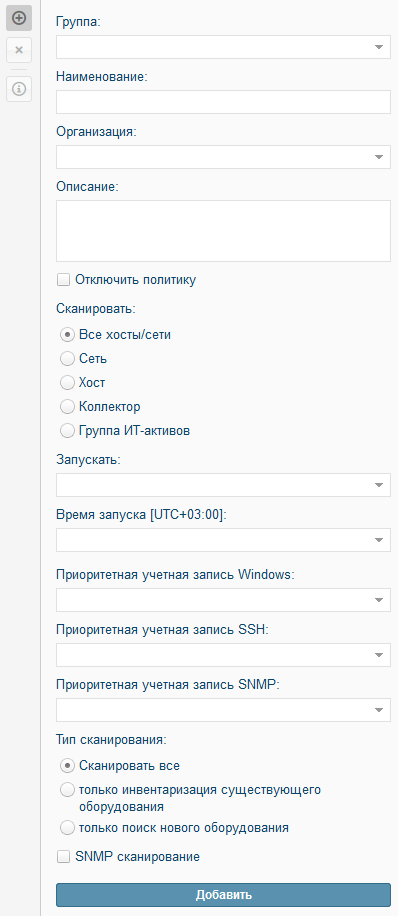 Группа:
Наименование:
Организация:
Описание:
Отключить политику
Сканировать:
Все хосты/сети
Сеть
Хост
Коллектор
Группа ИТ-активов
Запускать:
Время запуска [UTC+03:00]:
Приоритетная учетная запись Windows:
Приоритетная учетная запись SSH:
Приоритетная учетная запись SNMP:
Тип сканирования:
Сканировать все
только инвентаризация существующего
оборудования
только поиск нового оборудования
SNMP сканирование
Добавить